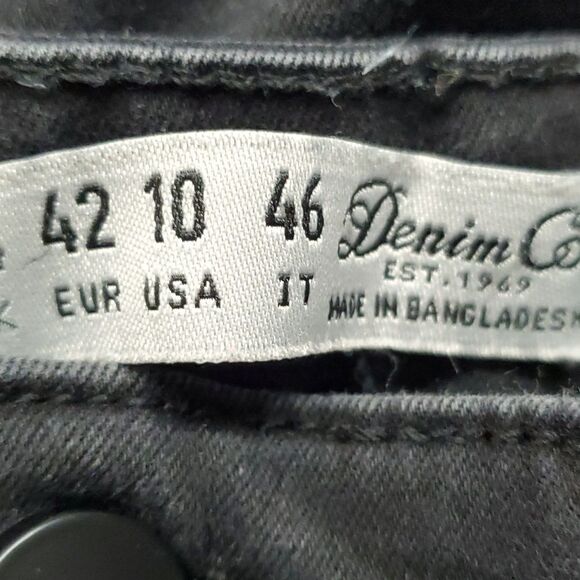 42 10 46 Denim Co
EUR USA IT EST. 1969
MADE IN BANGLADESH